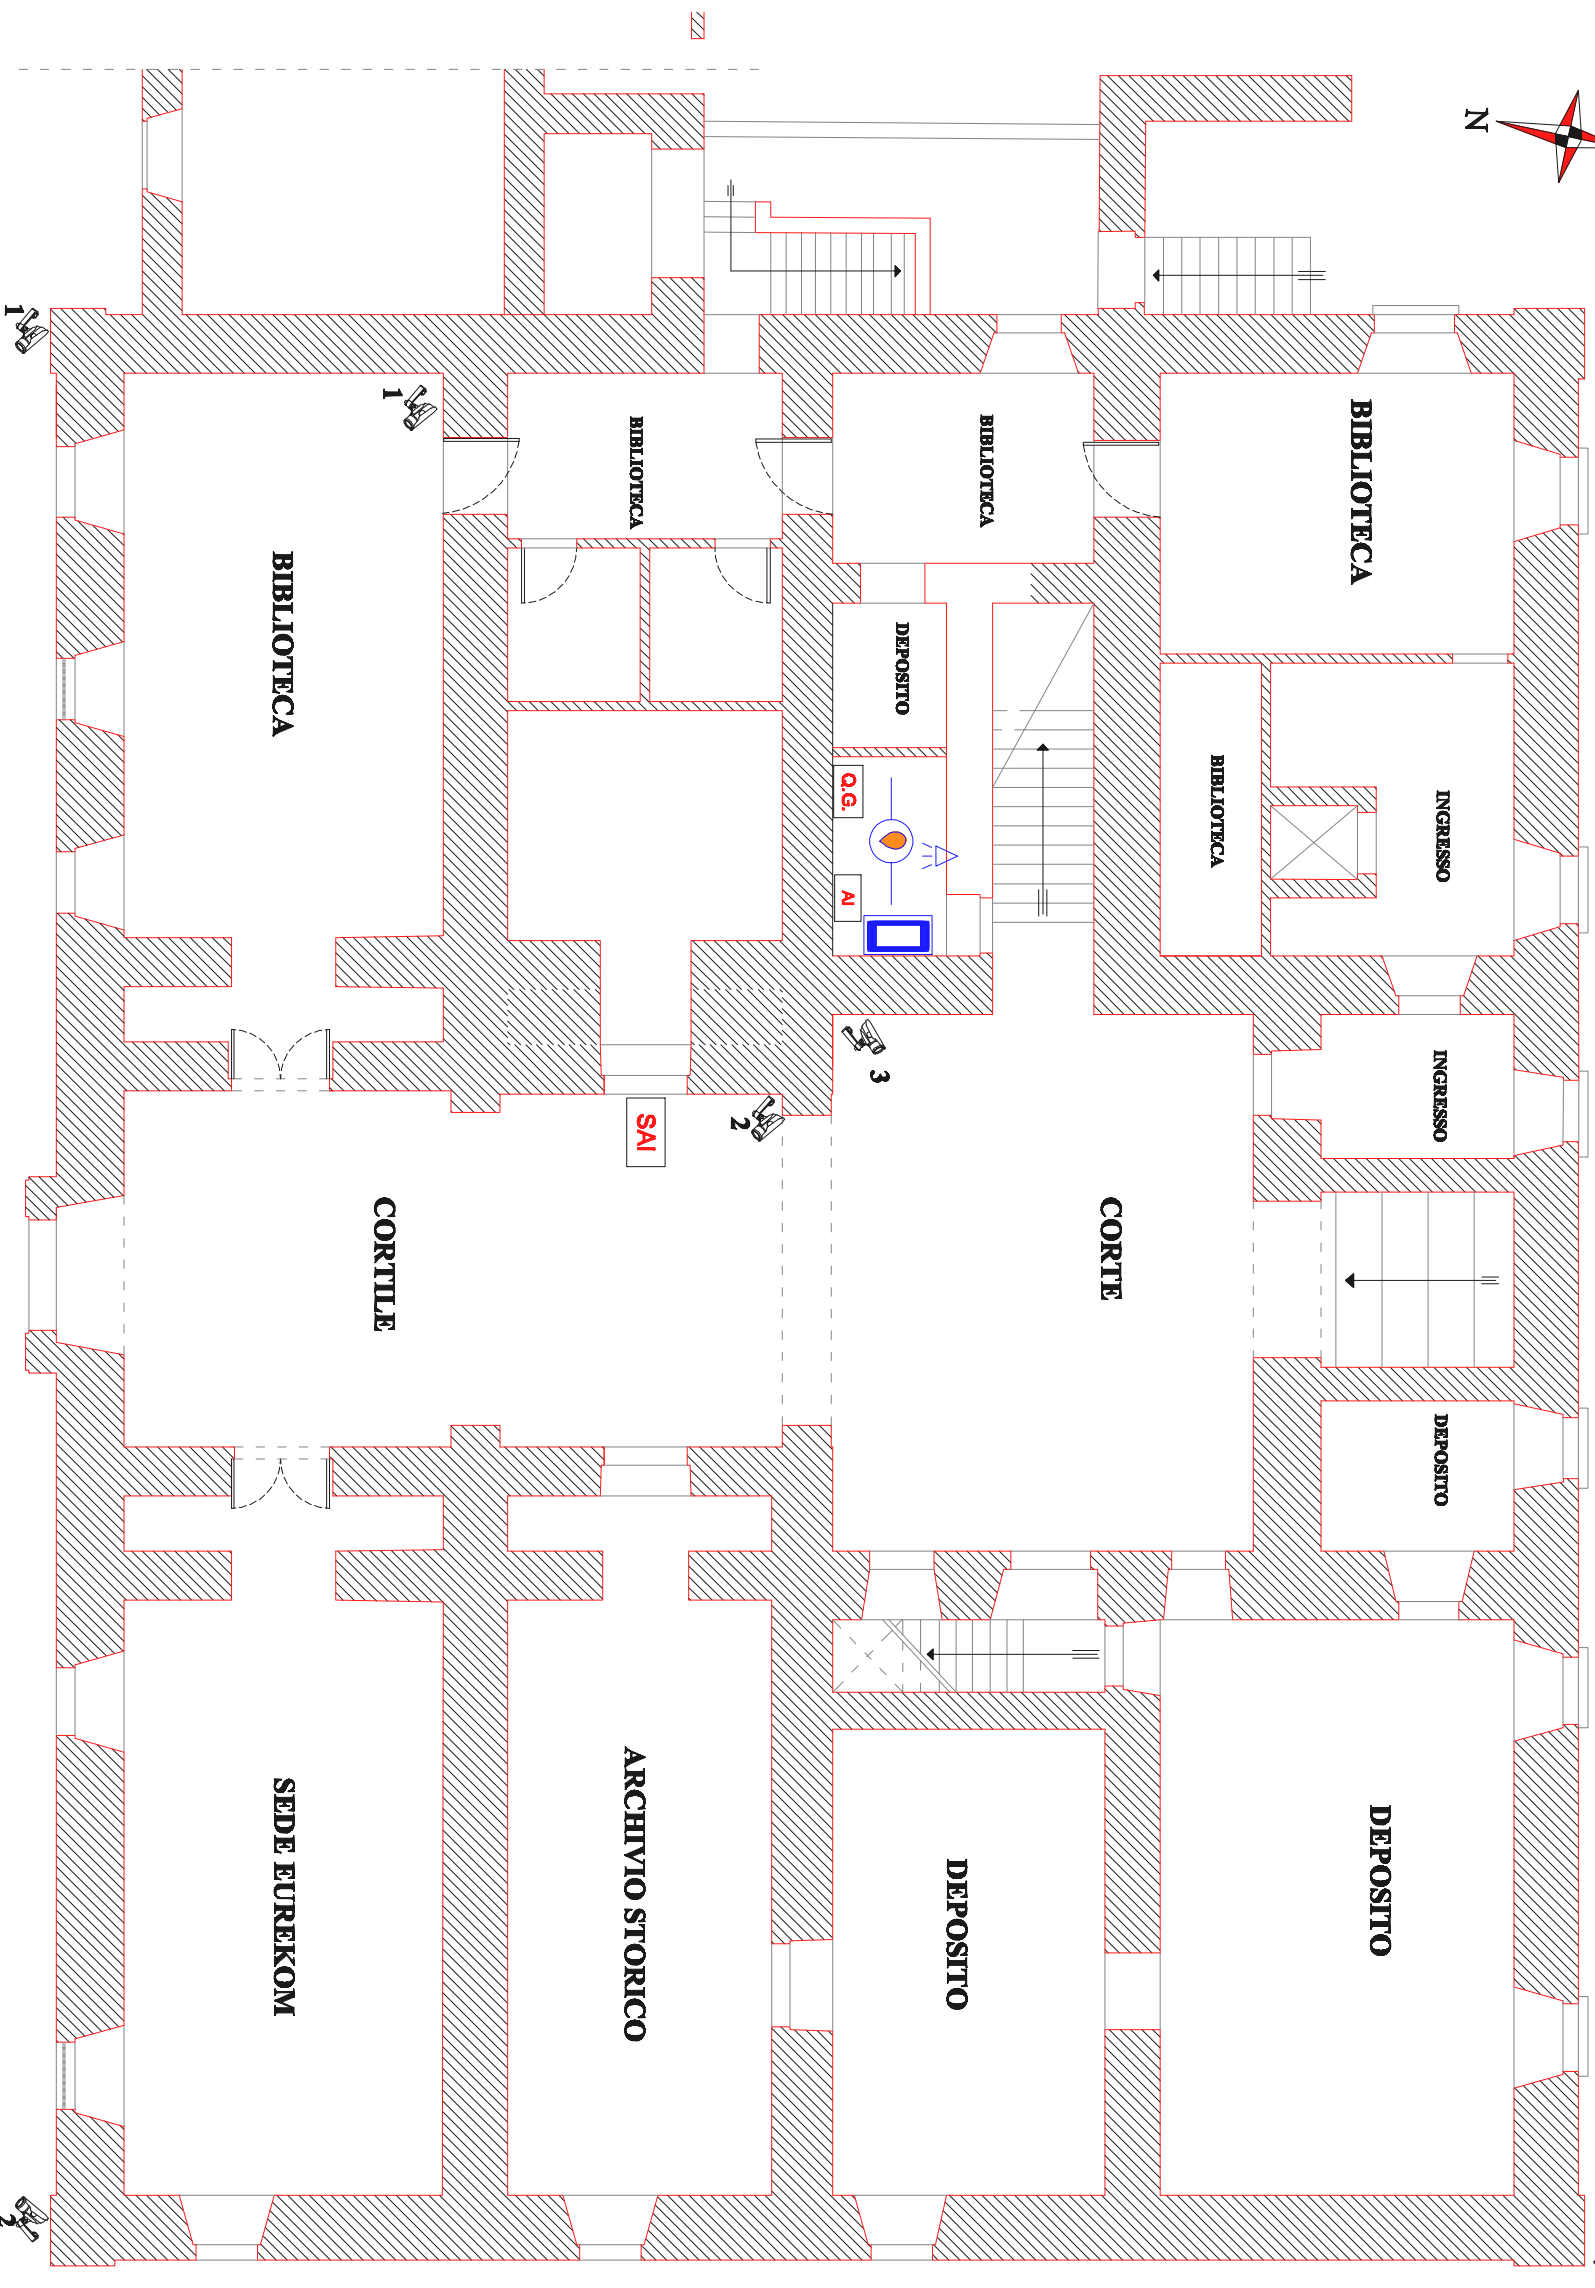 N
INGRESSO
INGRESSO
DEPOSITO
BIBLIOTECA
DEPOSITO
BIBLIOTECA
CORTE
BIBLIOTECA
DEPOSITO
DEPOSITO
3
Q.G.
AI
2
BIBLIOTECA
SAI
ARCHIVIO STORICO
1
CORTILE
BIBLIOTECA
SEDE EUREKOM
1
2